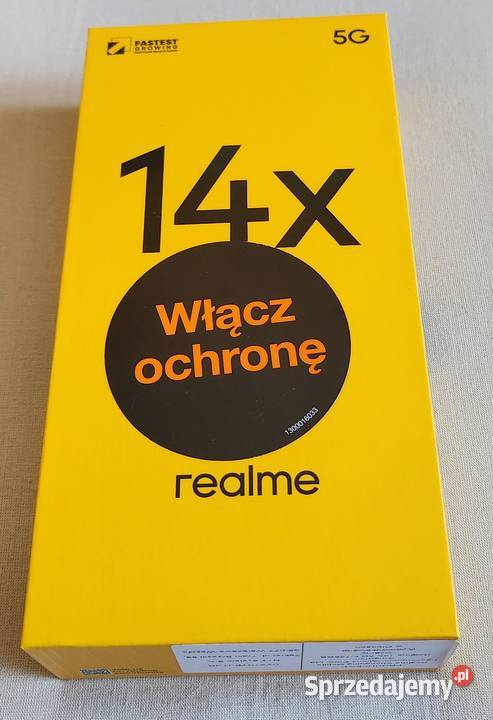 FASTEST
GROWING
5G
14x
Włącz
ochronę
1300016033
realme
Sprzedajemy.pl